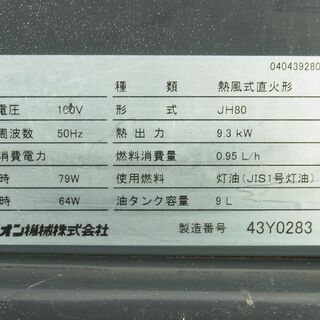 040439280
種類 熱風式直火形
電圧 100V 形式 JH80
周波数 50Hz 熱出力 9.3 kW
消費電力 燃料消費量 0.95 L/h
時 79W 使用燃料 灯油(JIS1号灯油)
時 64W 油タンク容量 9 L
オン機械株式会社 製造番号 43Y0283